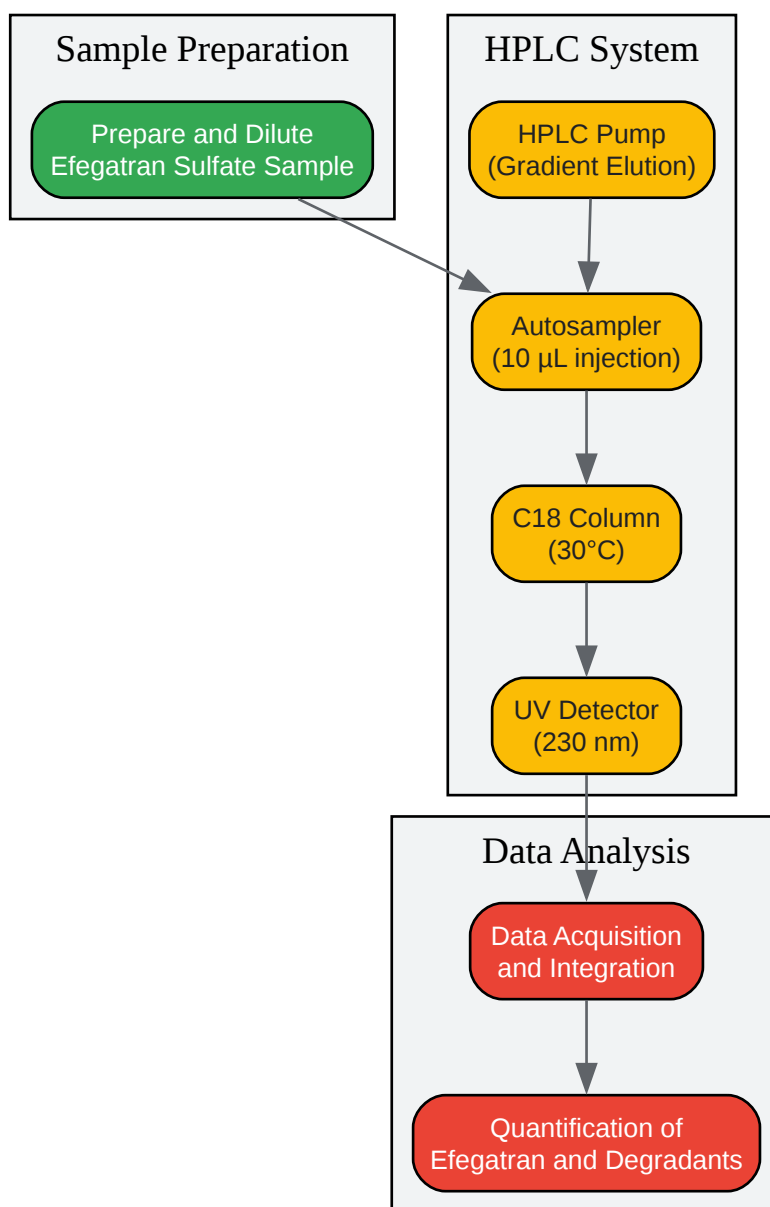 Sample Preparation
Prepare and Dilute
Efegatran Sulfate Sample
HPLC System
HPLC Pump
(Gradient Elution)
Autosampler
(10 µL injection)
C18 Column
(30°C)
UV Detector
(230 nm)
Data Analysis
Data Acquisition
and Integration
Quantification of
Efegatran and Degradants